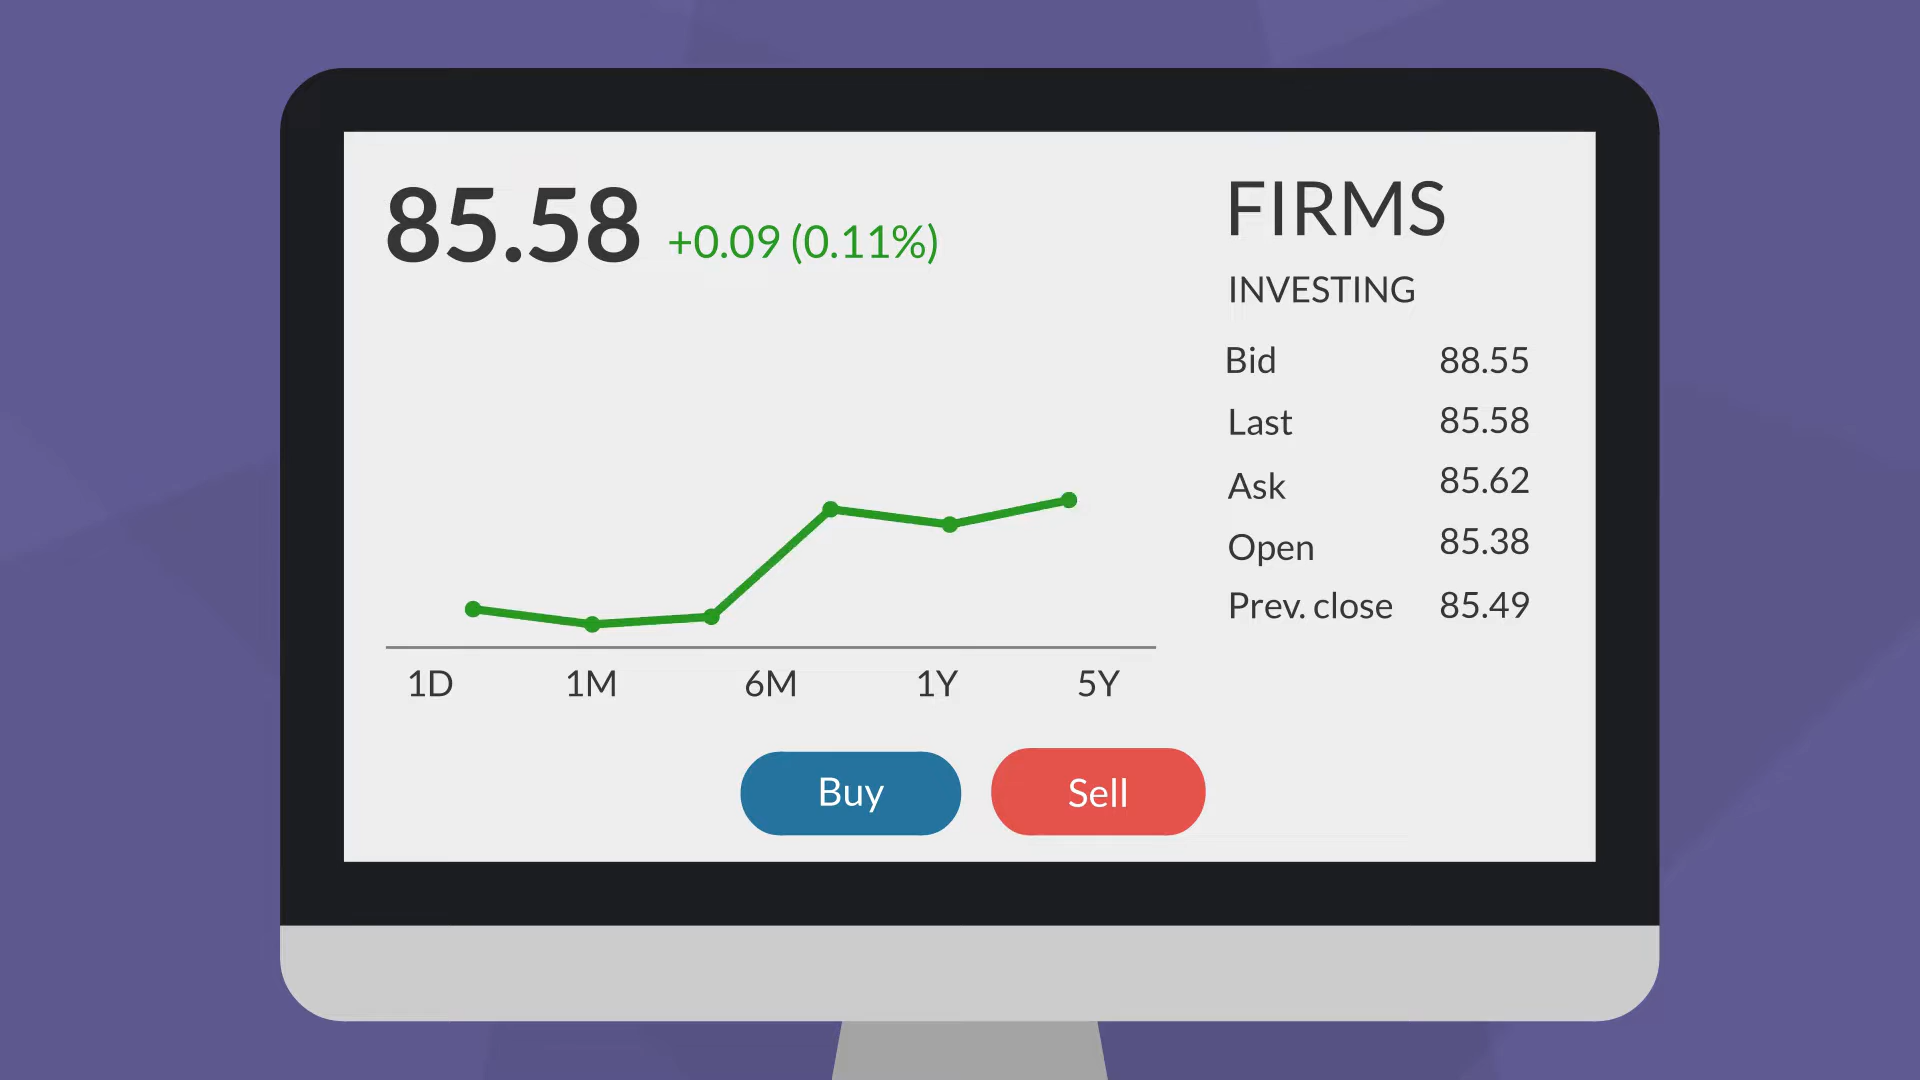 85.58 +0.09 (0.11%)
1D 1M 6M 1Y 5Y
FIRMS
INVESTING
Bid 88.55
Last 85.58
Ask 85.62
Open 85.38
Prev. close 85.49
Buy Sell